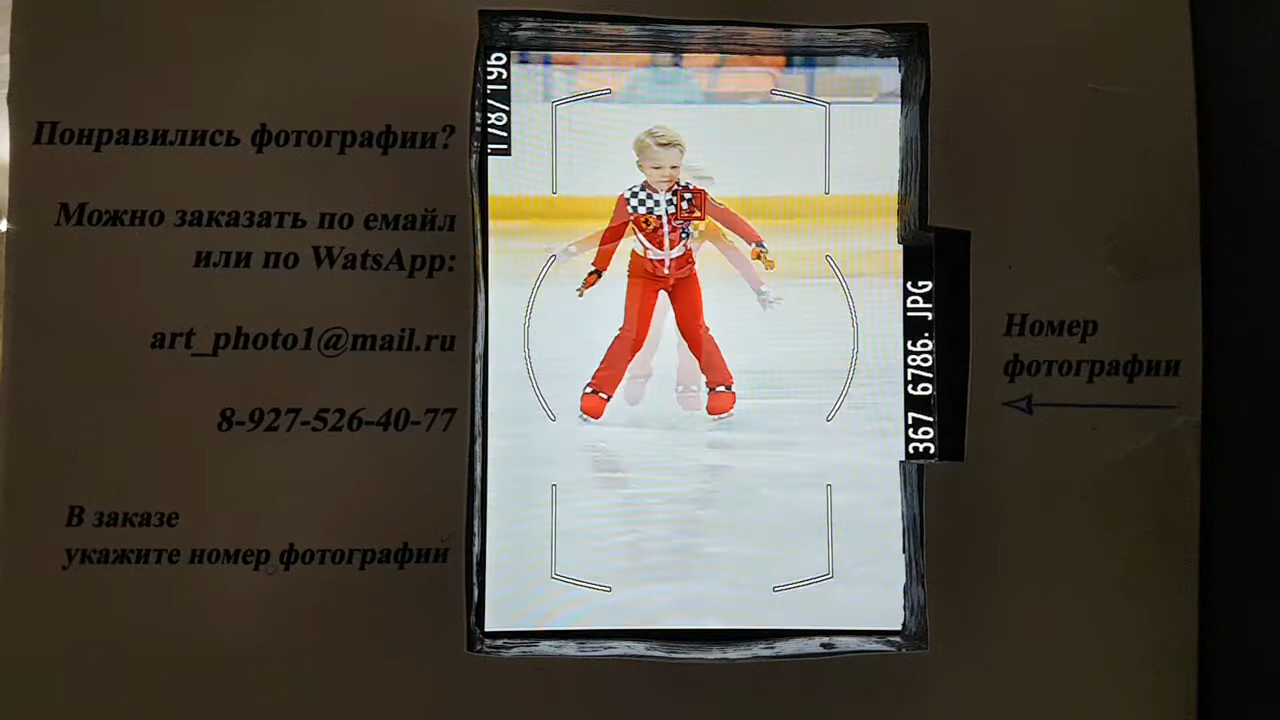 Понравились фотографии?
Можно заказать по емайл
или по WatsApp:
art_photo1@mail.ru
8-927-526-40-77
В заказе
укажите номер фотографии
178/196
367 6786.JPG
Номер
фотографии